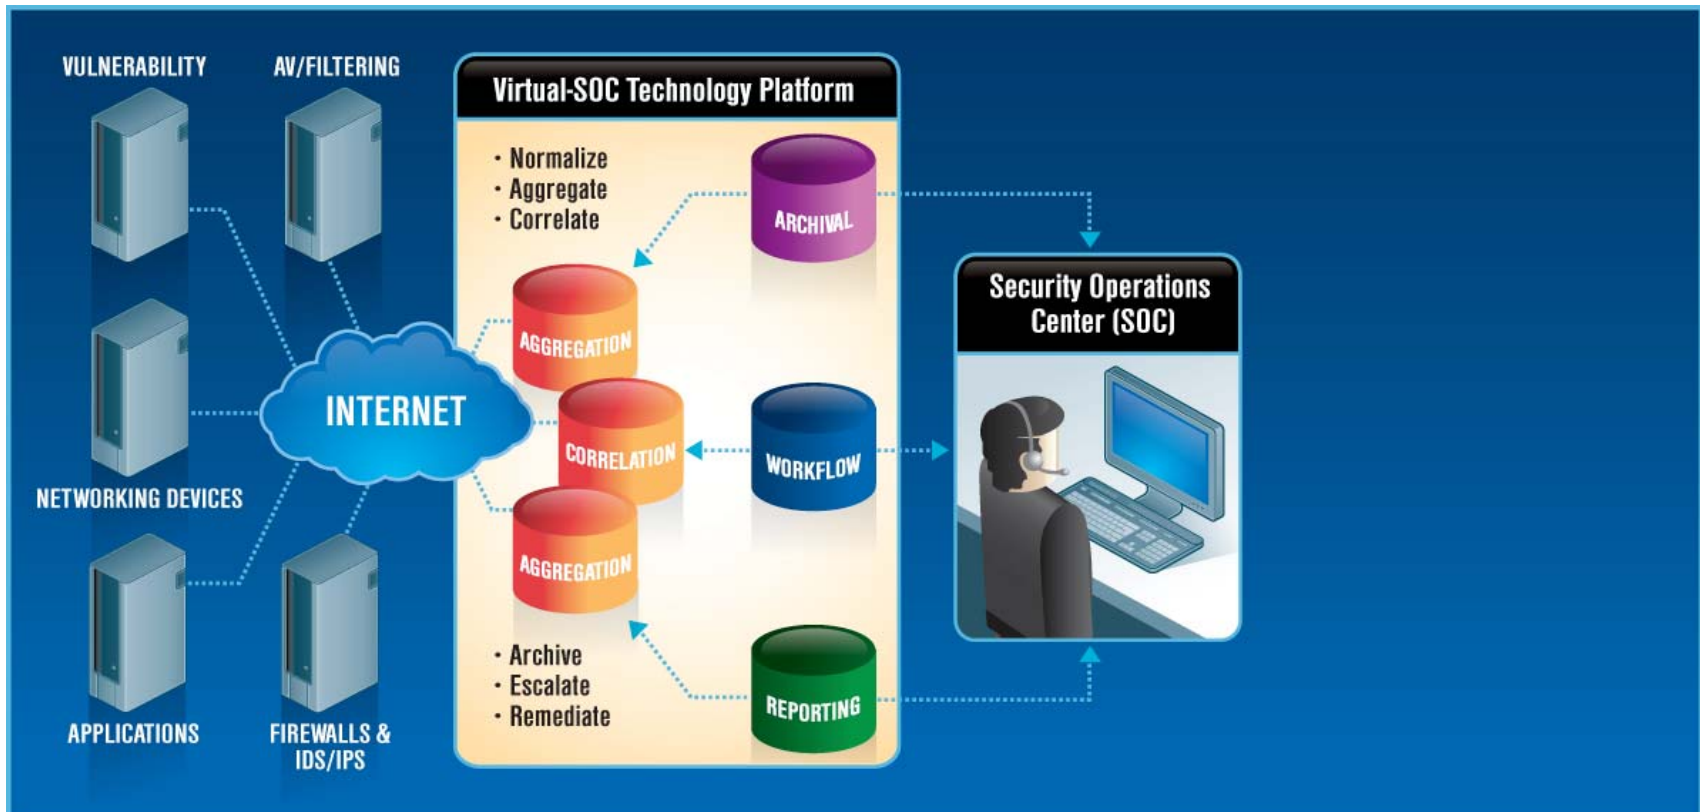 VULNERABILITY
AV/FILTERING
NETWORKING DEVICES
APPLICATIONS
FIREWALLS &
IDS/IPS
INTERNET
Virtual-SOC Technology Platform
· Normalize
· Aggregate
· Correlate
AGGREGATION
CORRELATION
AGGREGATION
· Archive
· Escalate
· Remediate
ARCHIVAL
WORKFLOW
REPORTING
Security Operations
Center (SOC)